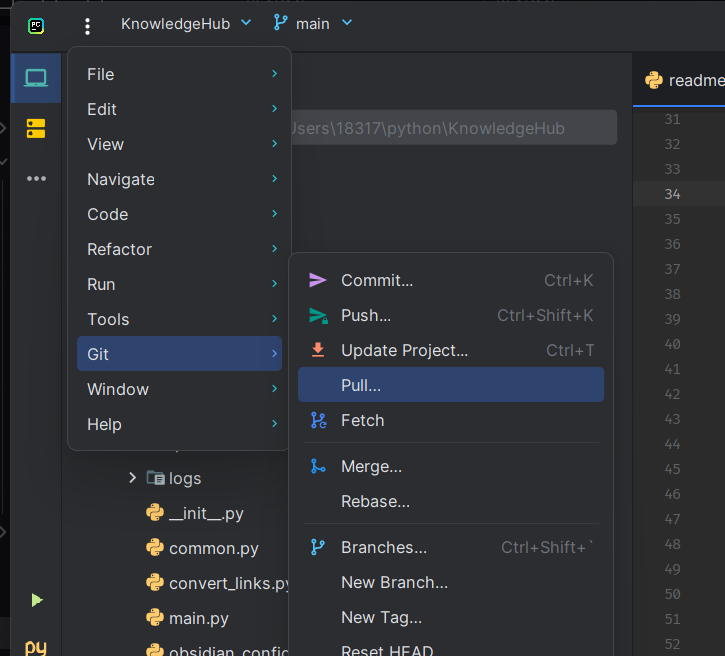 PC
KnowledgeHub
main
File
Edit
View
Navigate
Code
Refactor
Run
Tools
Git
Window
Help
Users\18317\python\KnowledgeHub
Commit... Ctrl+K
Push... Ctrl+Shift+K
Update Project... Ctrl+T
Pull...
Fetch
Merge...
Rebase...
Branches... Ctrl+Shift+`
New Branch...
New Tag...
Reset HEAD
logs
__init__.py
common.py
convert_links.py
main.py
obsidian_config
py
readme
31
32
33
34
35
36
37
38
39
40
41
42
43
44
45
46
47
48
49
50
51
52